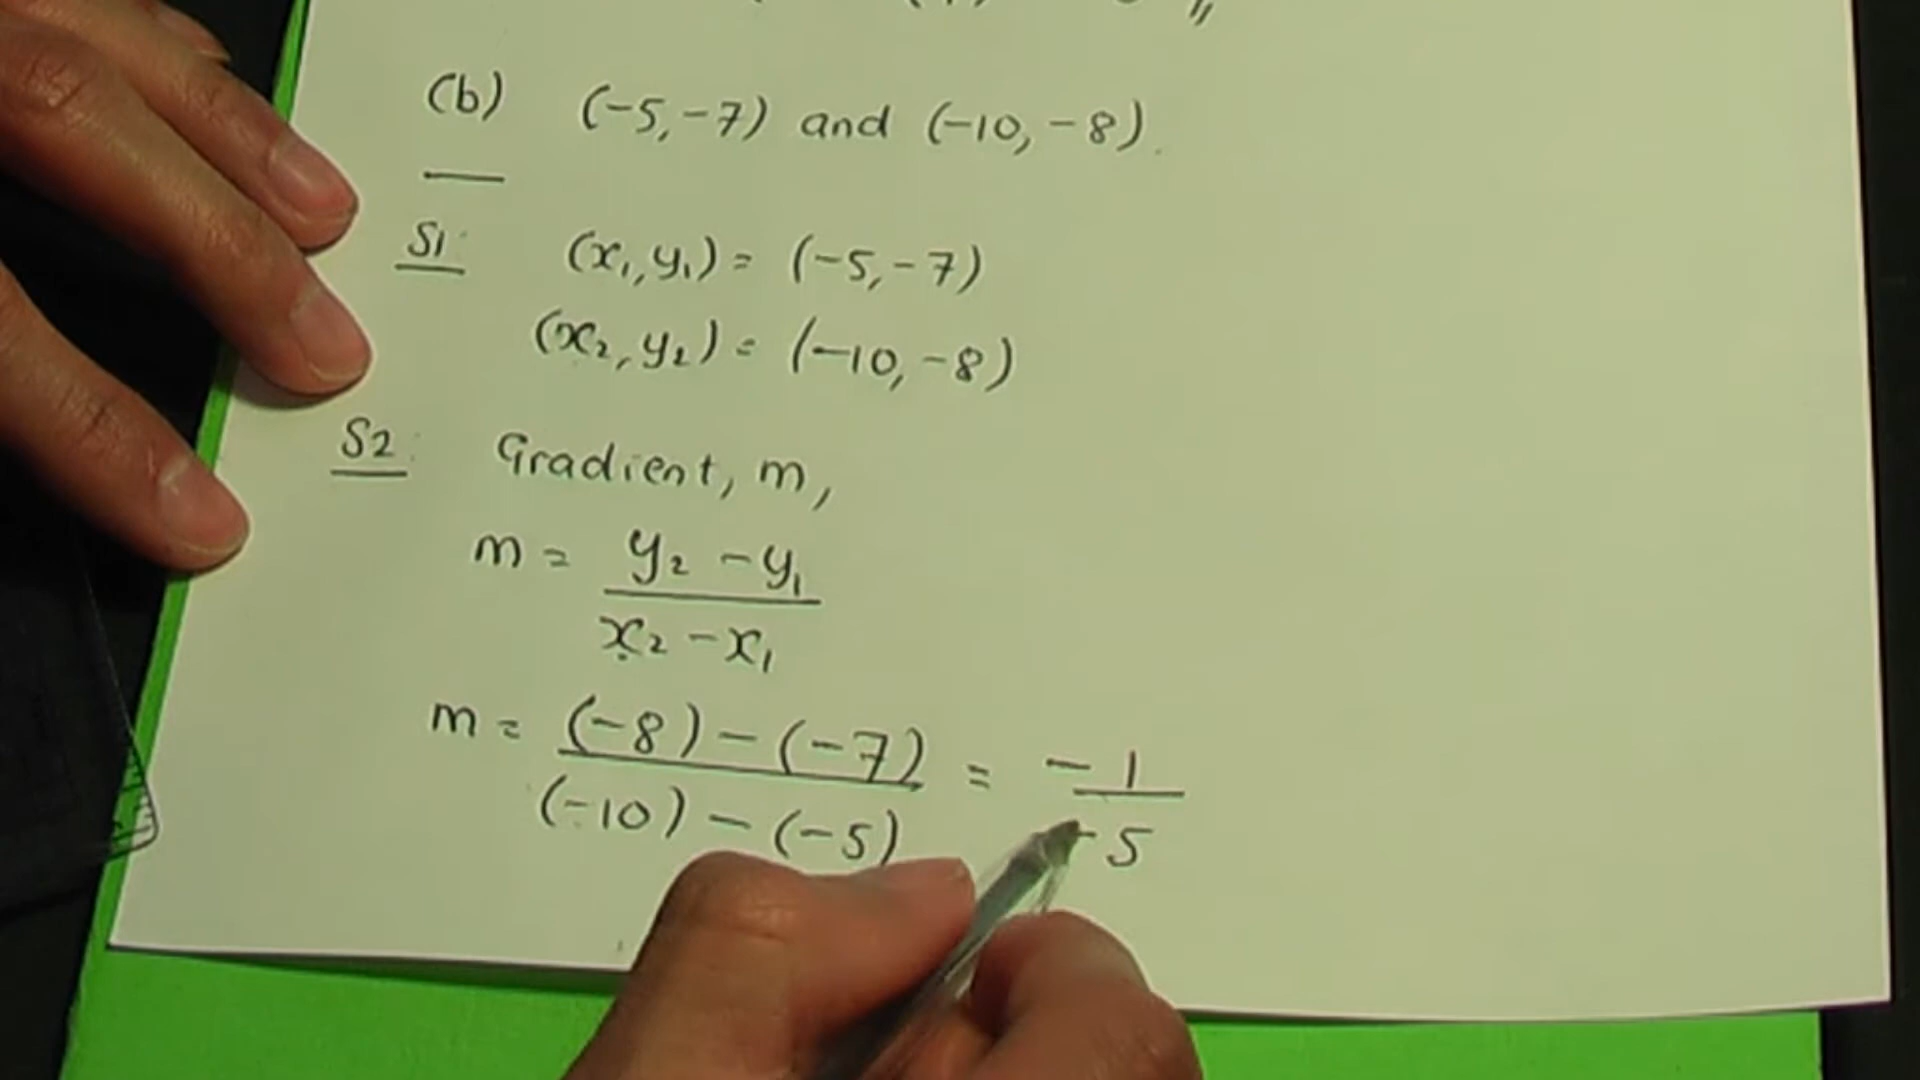 (b) (-5, -7) and (-10, -8).
S1: (x₁, y₁) = (-5, -7)
(x₂, y₂) = (-10, -8)
S2: Gradient, m,
m = y₂ - y₁
x₂ - x₁
m = (-8) - (-7) = -1
(-10) - (-5) -5